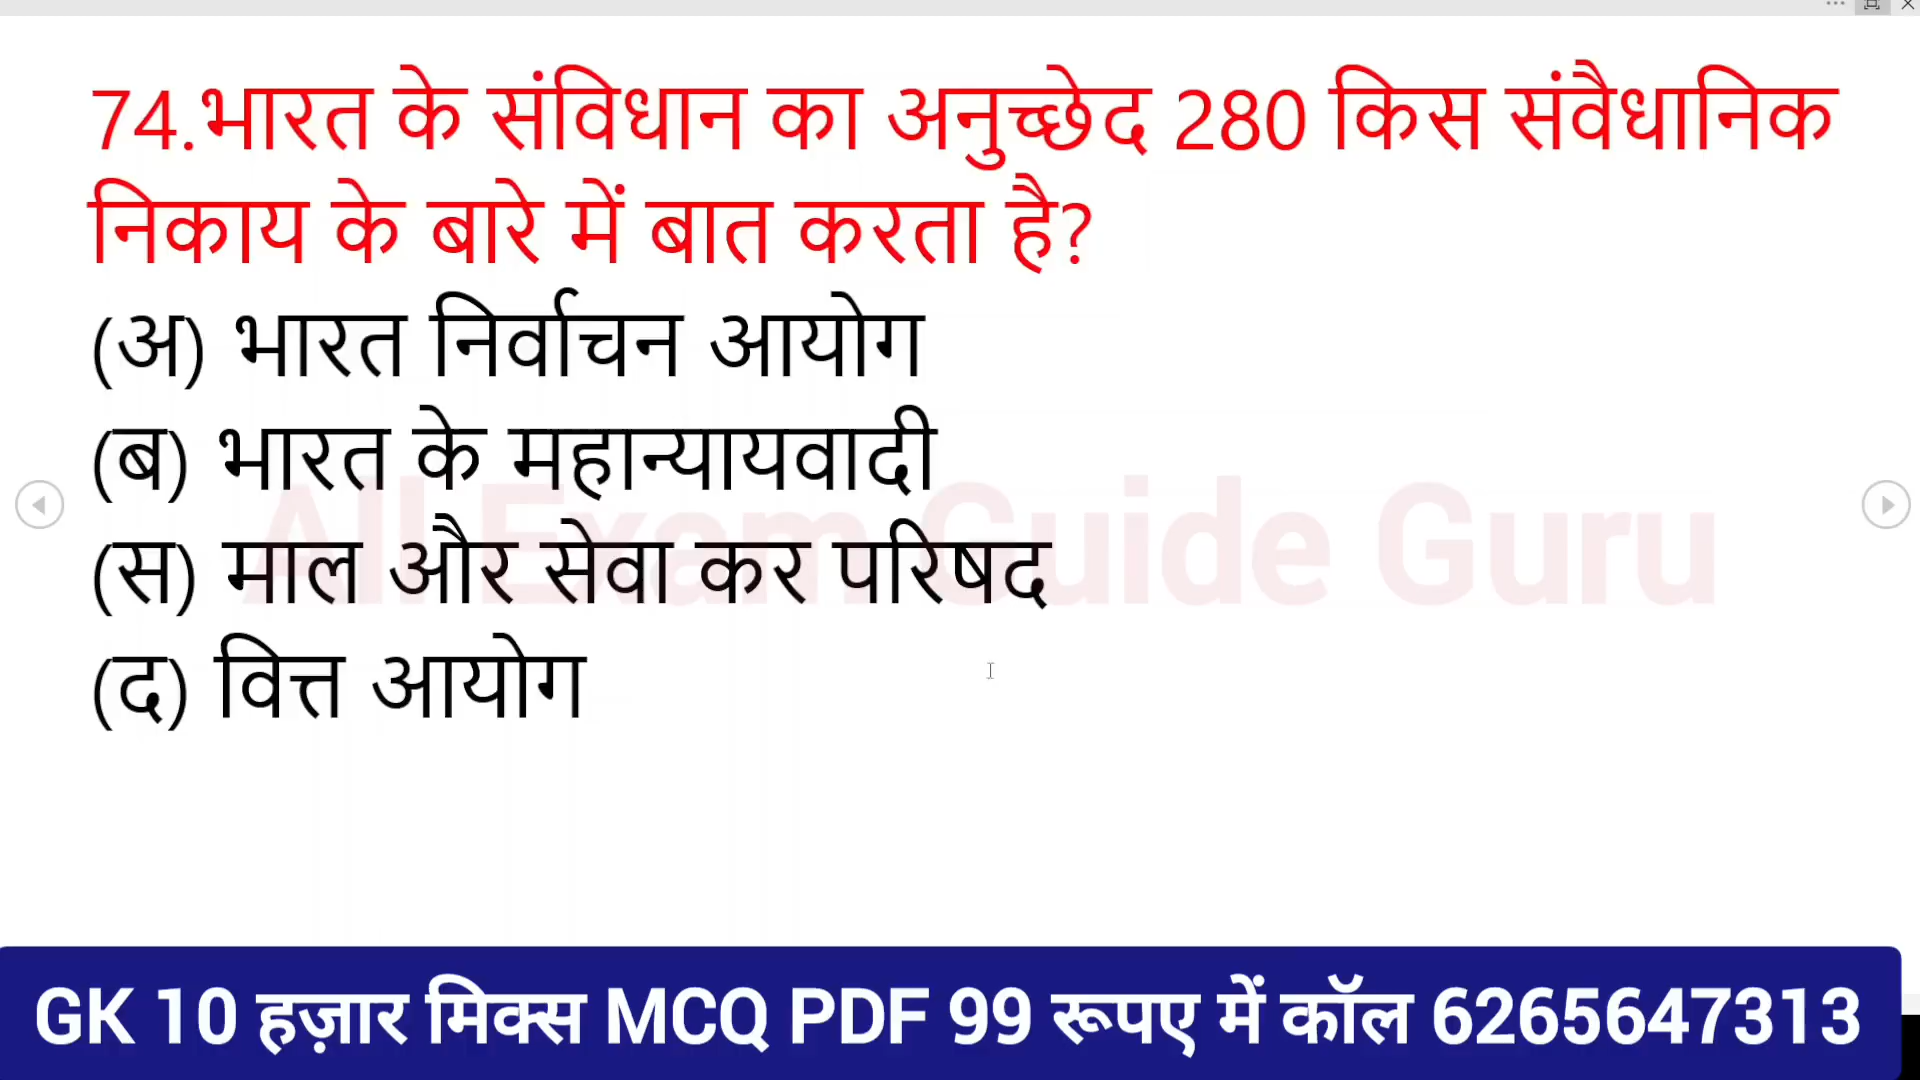 74.भारत के संविधान का अनुच्छेद 280 किस संवैधानिक
निकाय के बारे में बात करता है?
(अ) भारत निर्वाचन आयोग
(ब) भारत के महान्यायवादी
(स) माल और सेवा कर परिषद
(द) वित्त आयोग
All Exam Guide Guru
GK 10 हज़ार मिक्स MCQ PDF 99 रूपए में कॉल 6265647313